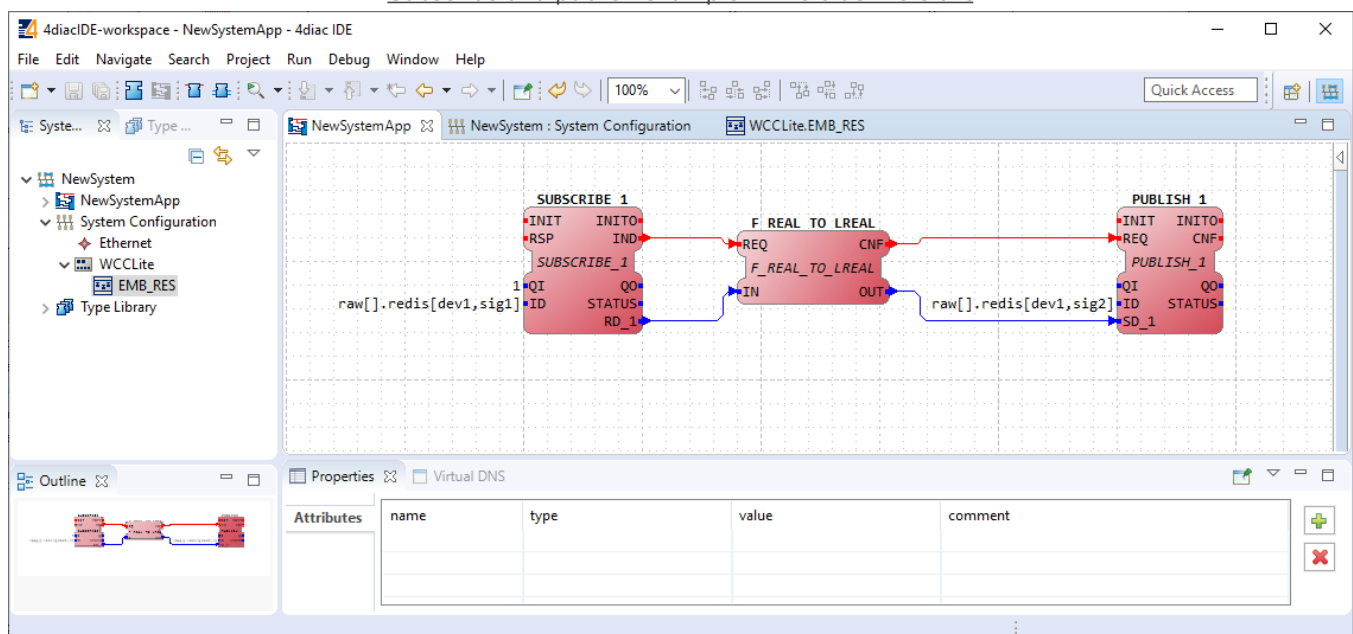 4diacIDE-workspace - NewSystemApp - 4diac IDE
File Edit Navigate Search Project Run Debug Window Help
100%
Quick Access
Syste...
Type ...
NewSystemApp
NewSystem : System Configuration
WCCLite.EMB_RES
NewSystem
NewSystemApp
System Configuration
Ethernet
WCCLite
EMB_RES
Type Library
SUBSCRIBE_1
INIT INITO
RSP IND
SUBSCRIBE_1
1 QI QO
raw[].redis[dev1,sig1] ID STATUS
RD_1
F_REAL_TO_LREAL
REQ CNF
F_REAL_TO_LREAL
IN OUT
PUBLISH_1
INIT INITO
REQ CNF
PUBLISH_1
QI QO
raw[].redis[dev1,sig2] ID STATUS
SD_1
Outline
Properties
Virtual DNS
Attributes
name type value comment